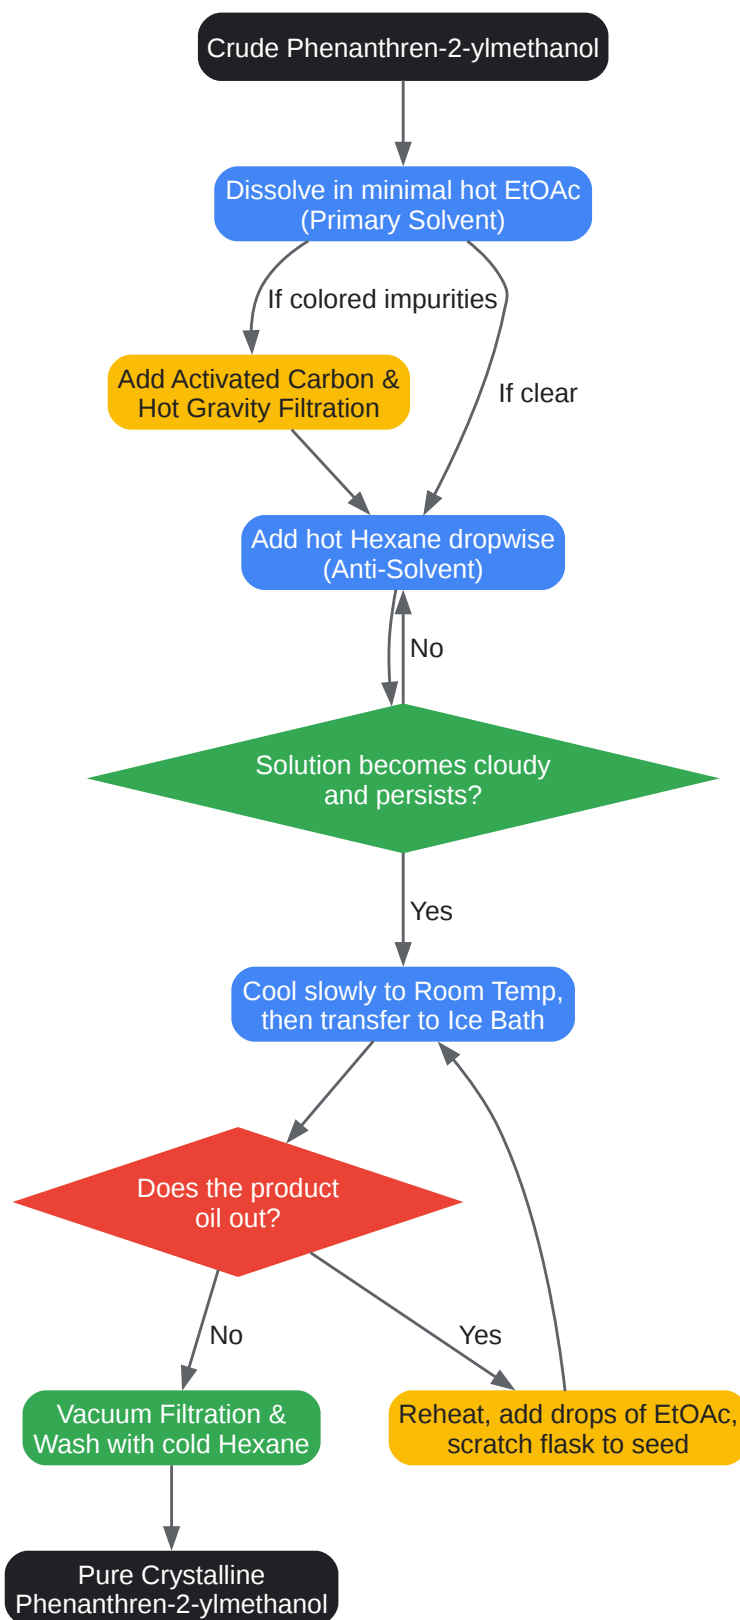 Crude Phenanthren-2-ylmethanol
Dissolve in minimal hot EtOAc
(Primary Solvent)
If colored impurities
Add Activated Carbon &
Hot Gravity Filtration
If clear
Add hot Hexane dropwise
(Anti-Solvent)
No
Solution becomes cloudy
and persists?
Yes
Cool slowly to Room Temp,
then transfer to Ice Bath
Does the product
oil out?
No
Yes
Vacuum Filtration &
Wash with cold Hexane
Reheat, add drops of EtOAc,
scratch flask to seed
Pure Crystalline
Phenanthren-2-ylmethanol